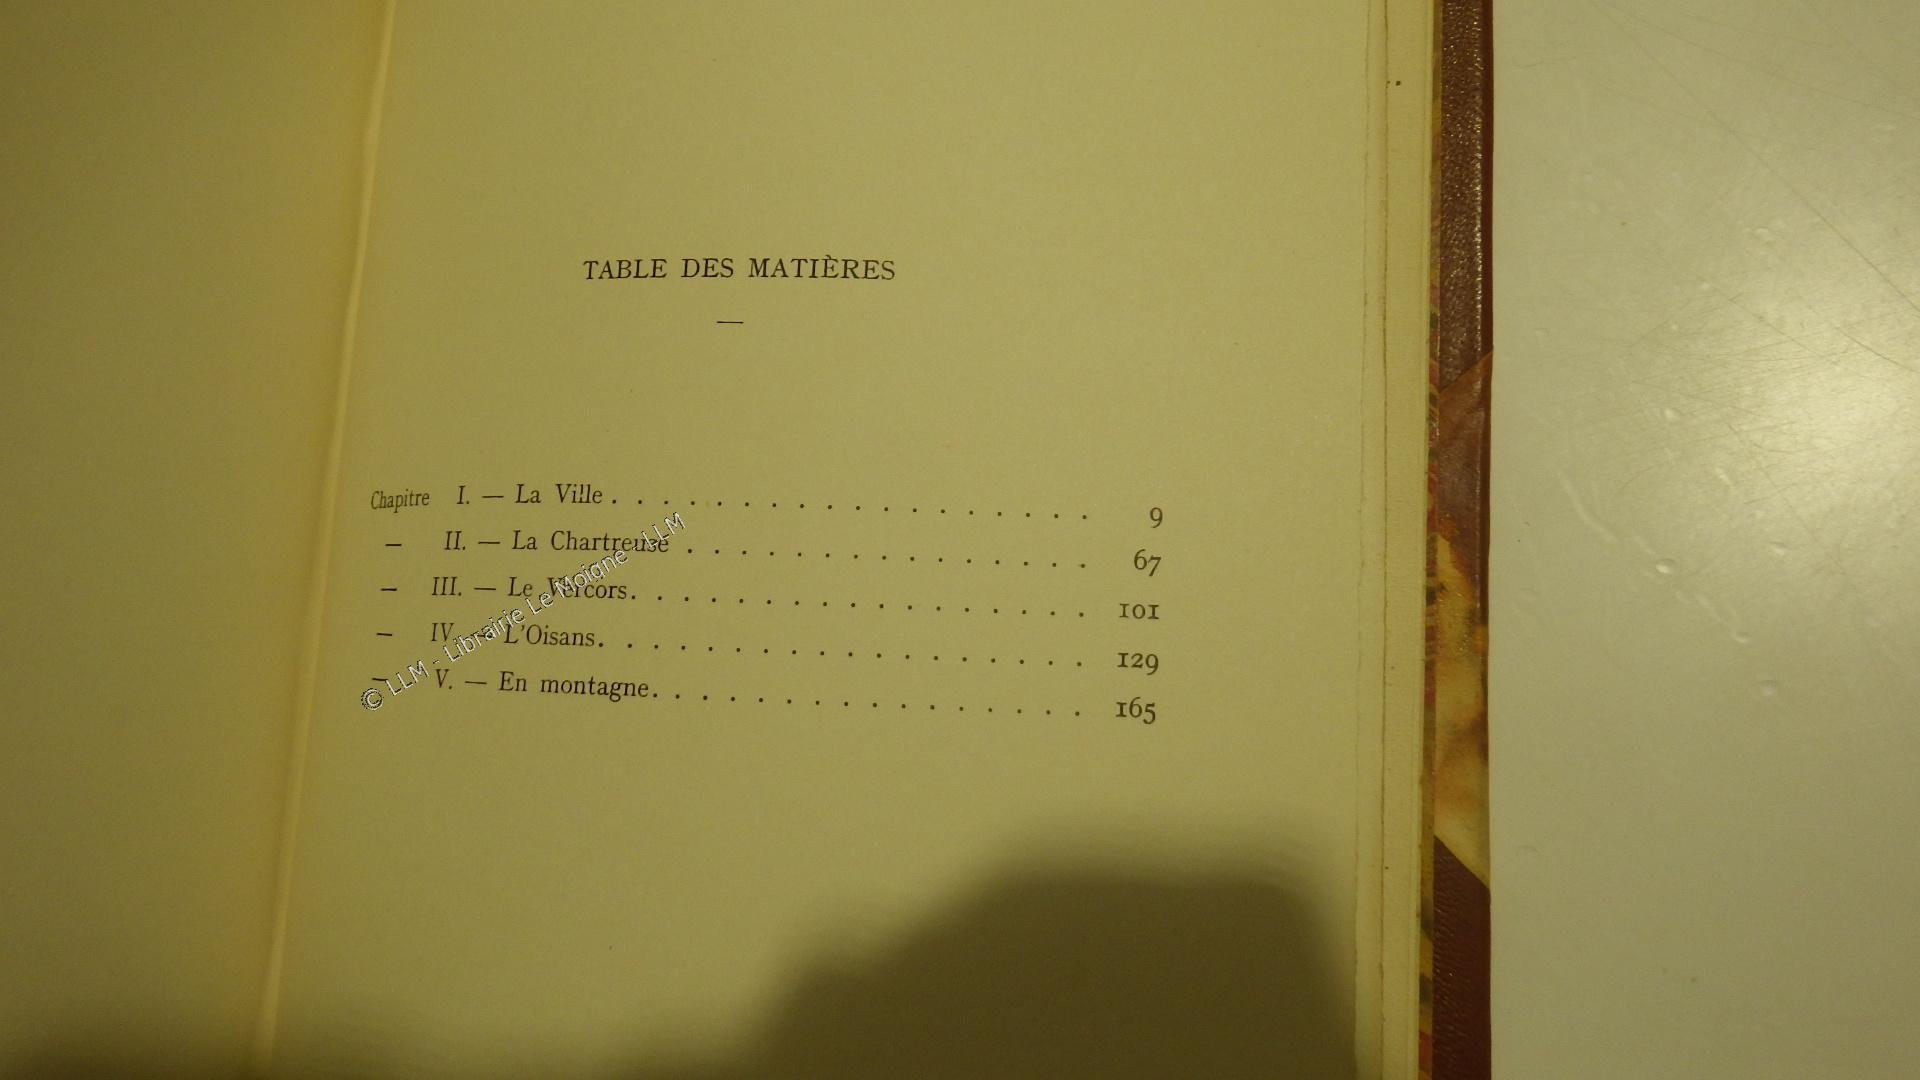 TABLE DES MATIÈRES
—
Chapitre I. — La Ville . . . . . . . . . . . . . . . . . . 9
— II. — La Chartreuse . . . . . . . . . . . . . . . 67
— III. — Le Vercors. . . . . . . . . . . . . . . . . . 101
— IV. — L'Oisans. . . . . . . . . . . . . . . . . . . 129
— V. — En montagne. . . . . . . . . . . . . . . . 165
© LLM - Librairie Le Moigne - LLM